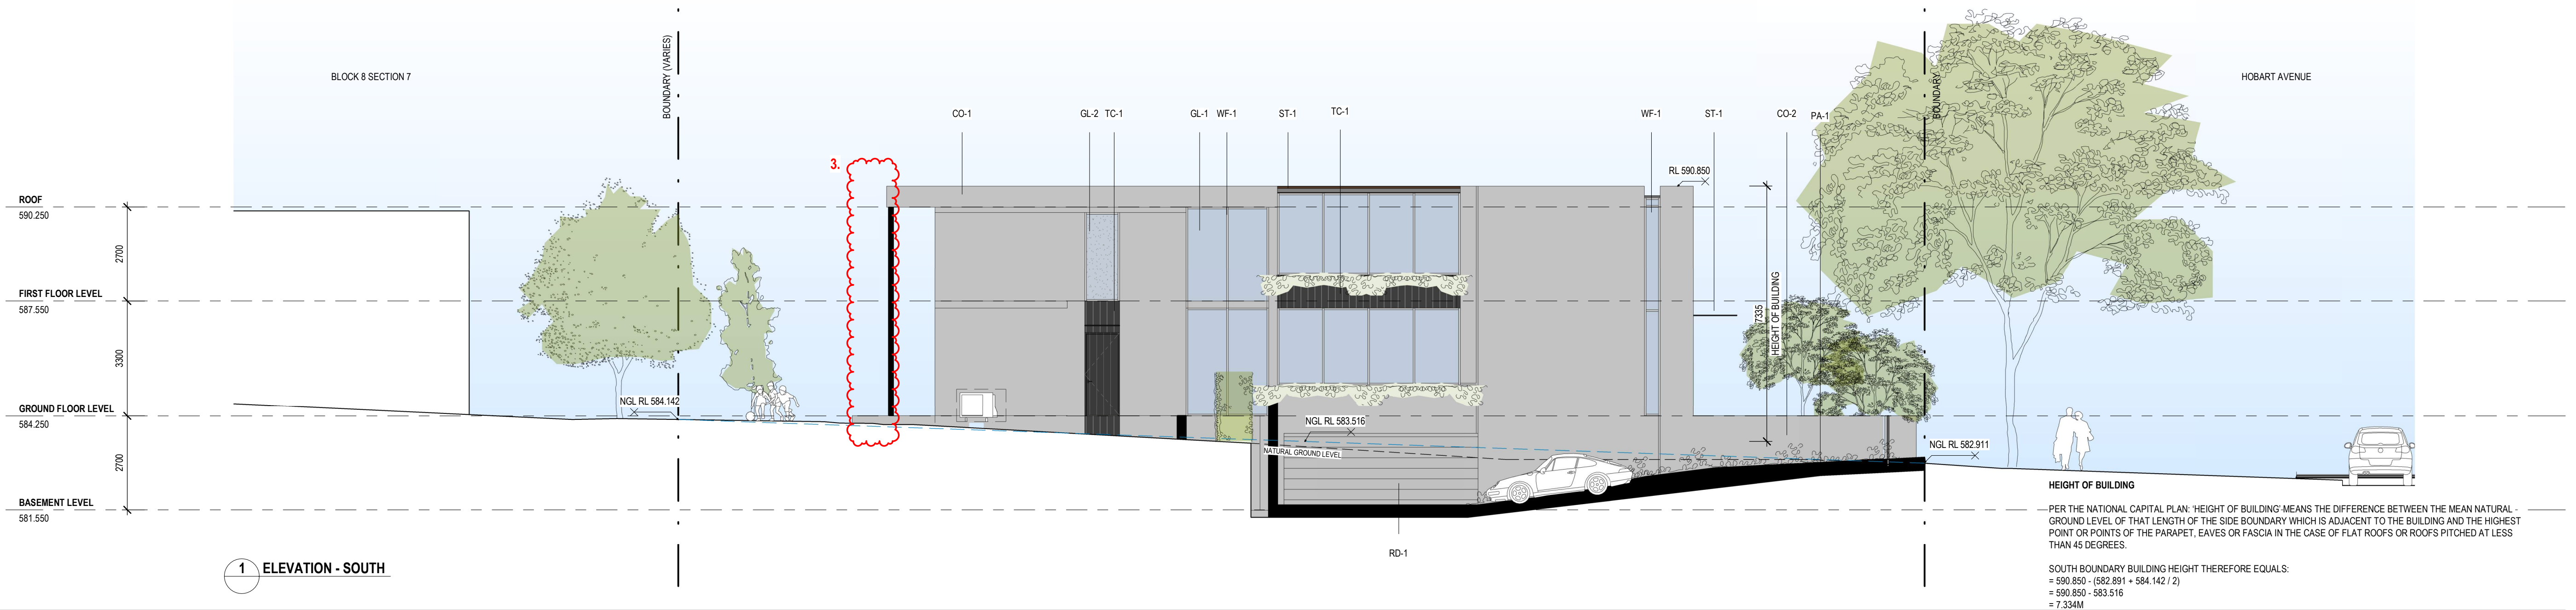 BLOCK 8 SECTION 7
BOUNDARY (VARIES)
BOUNDARY
HOBART AVENUE
CO-1
GL-2
TC-1
GL-1
WF-1
ST-1
TC-1
WF-1
ST-1
CO-2
PA-1
3.
RL 590.850
ROOF
590.250
2700
FIRST FLOOR LEVEL
587.550
3300
GROUND FLOOR LEVEL
584.250
2700
BASEMENT LEVEL
581.550
NGL RL 584.142
NGL RL 583.516
NATURAL GROUND LEVEL
7335
HEIGHT OF BUILDING
NGL RL 582.911
RD-1
1
ELEVATION - SOUTH
HEIGHT OF BUILDING
PER THE NATIONAL CAPITAL PLAN: 'HEIGHT OF BUILDING' MEANS THE DIFFERENCE BETWEEN THE MEAN NATURAL
GROUND LEVEL OF THAT LENGTH OF THE SIDE BOUNDARY WHICH IS ADJACENT TO THE BUILDING AND THE HIGHEST
POINT OR POINTS OF THE PARAPET, EAVES OR FASCIA IN THE CASE OF FLAT ROOFS OR ROOFS PITCHED AT LESS
THAN 45 DEGREES.
SOUTH BOUNDARY BUILDING HEIGHT THEREFORE EQUALS:
= 590.850 - (582.891 + 584.142 / 2)
= 590.850 - 583.516
= 7.334M